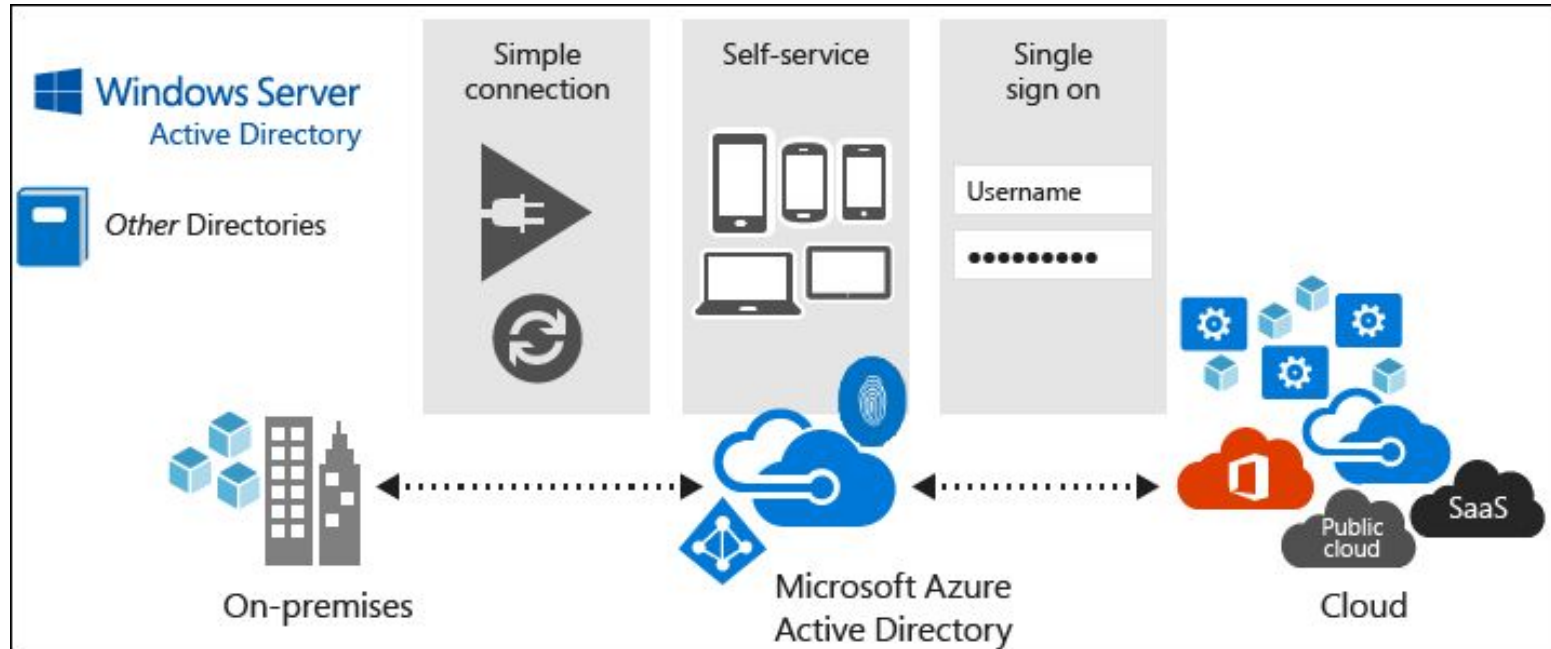 Windows Server
Active Directory
Other Directories
Simple
connection
Self-service
Single
sign on
Username
●●●●●●●●●
On-premises
Microsoft Azure
Active Directory
Public
cloud
SaaS
Cloud